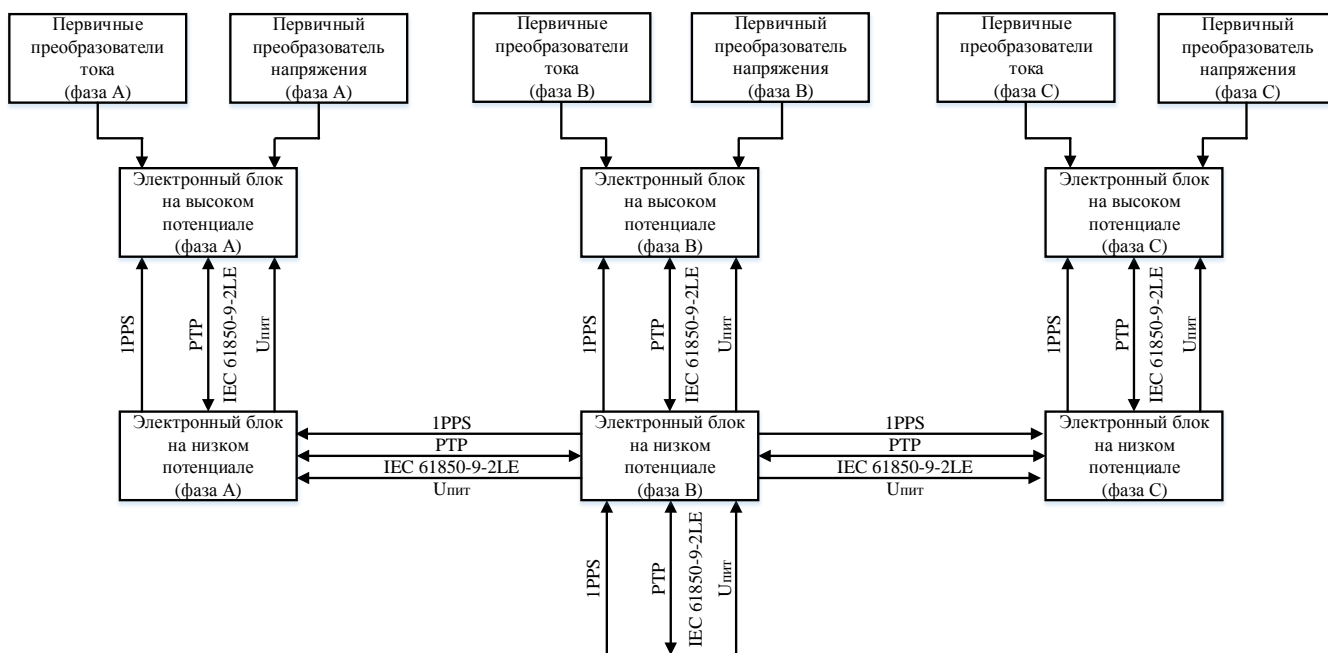 Первичные
преобразователи
тока
(фаза А)
Первичный
преобразователь
напряжения
(фаза А)
Первичные
преобразователи
тока
(фаза В)
Первичный
преобразователь
напряжения
(фаза В)
Первичные
преобразователи
тока
(фаза С)
Первичный
преобразователь
напряжения
(фаза С)
Электронный блок
на высоком
потенциале
(фаза А)
Электронный блок
на высоком
потенциале
(фаза В)
Электронный блок
на высоком
потенциале
(фаза С)
1PPS
PTP
IEC 61850-9-2LE
Uпит
1PPS
PTP
IEC 61850-9-2LE
Uпит
1PPS
PTP
IEC 61850-9-2LE
Uпит
Электронный блок
на низком
потенциале
(фаза А)
1PPS
PTP
IEC 61850-9-2LE
Uпит
Электронный блок
на низком
потенциале
(фаза В)
1PPS
PTP
IEC 61850-9-2LE
Uпит
Электронный блок
на низком
потенциале
(фаза С)
1PPS
PTP
IEC 61850-9-2LE
Uпит